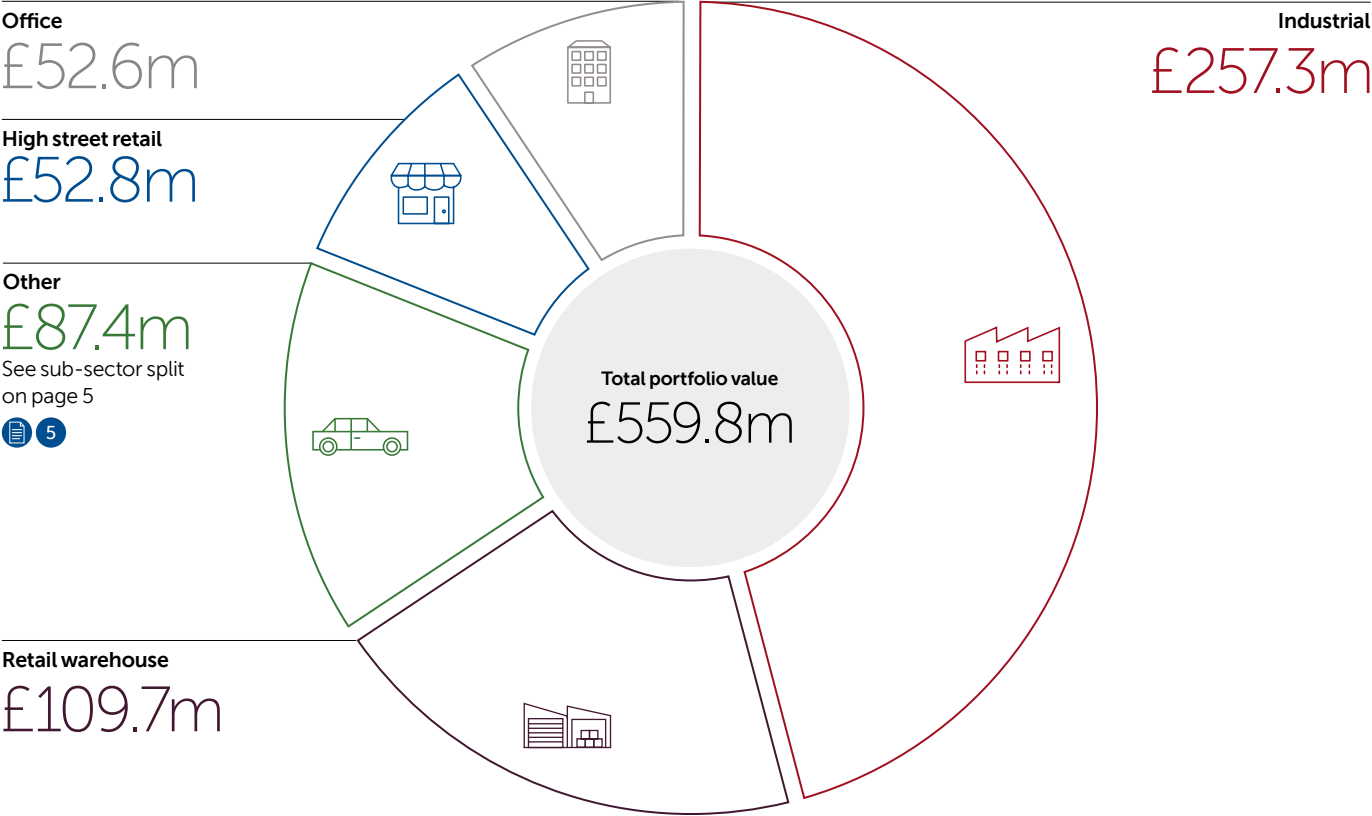 Office
£52.6m
High street retail
£52.8m
Other
£87.4m
See sub-sector split
on page 5
5
Retail warehouse
£109.7m
Total portfolio value
£559.8m
Industrial
£257.3m